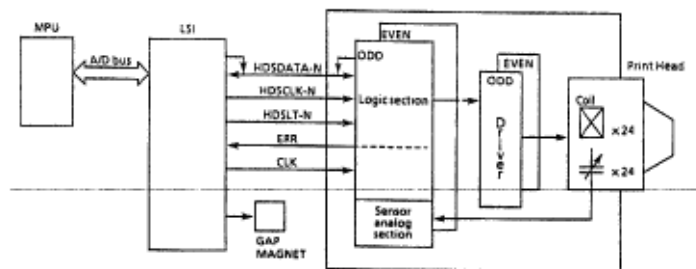 MPU
LSI
A/D bus
EVEN
ODD
HDSDATA-N
HDSCLK-N
HDSLT-N
ERR
CLK
Logic section
Sensor
analog
section
GAP
MAGNET
EVEN
ODD
Driver
Print Head
Coil
x 24
x 24